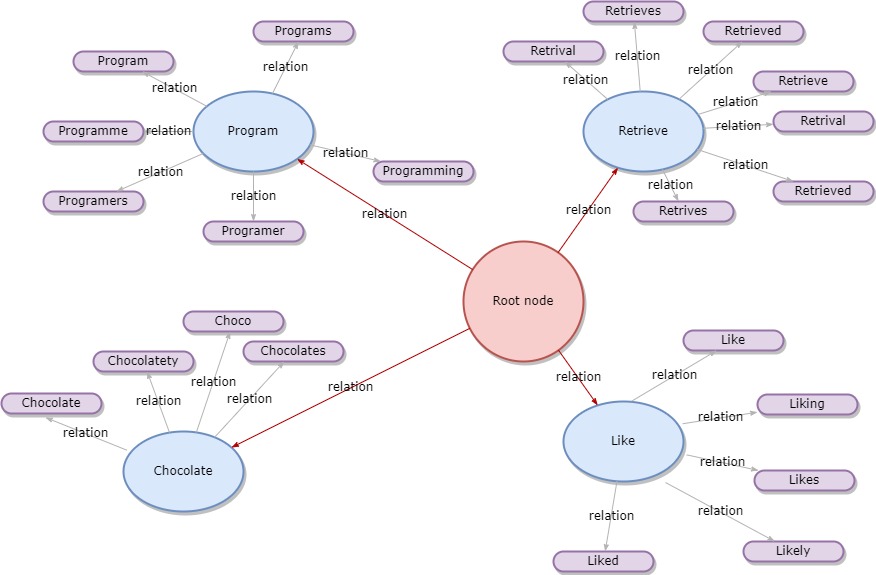 Retrieves
Programs
Retrieved
relation
Retrival
relation
Program
relation
relation
relation
Retrieve
relation
relation
Programme
relation
Program
Retrieve
relation
Retrival
relation
Programming
relation
relation
Retrieved
relation
Programers
relation
relation
relation
Retrives
Programer
Root node
Choco
Like
Chocolates
Chocolatety
relation
relation
relation
relation
relation
relation
Chocolate
Liking
relation
relation
Like
relation
Chocolate
Likes
relation
relation
Liked
Likely